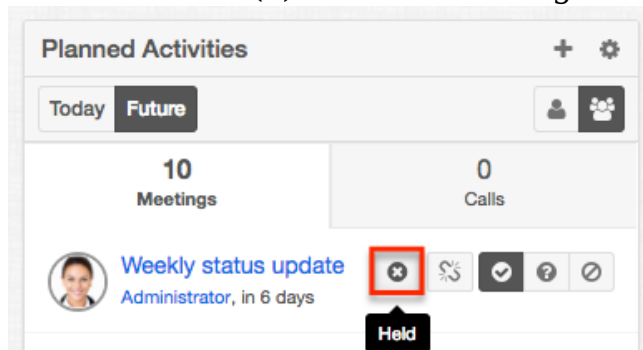 Planned Activities
Today Future
10 0
Meetings Calls
Weekly status update
Administrator, in 6 days
Held